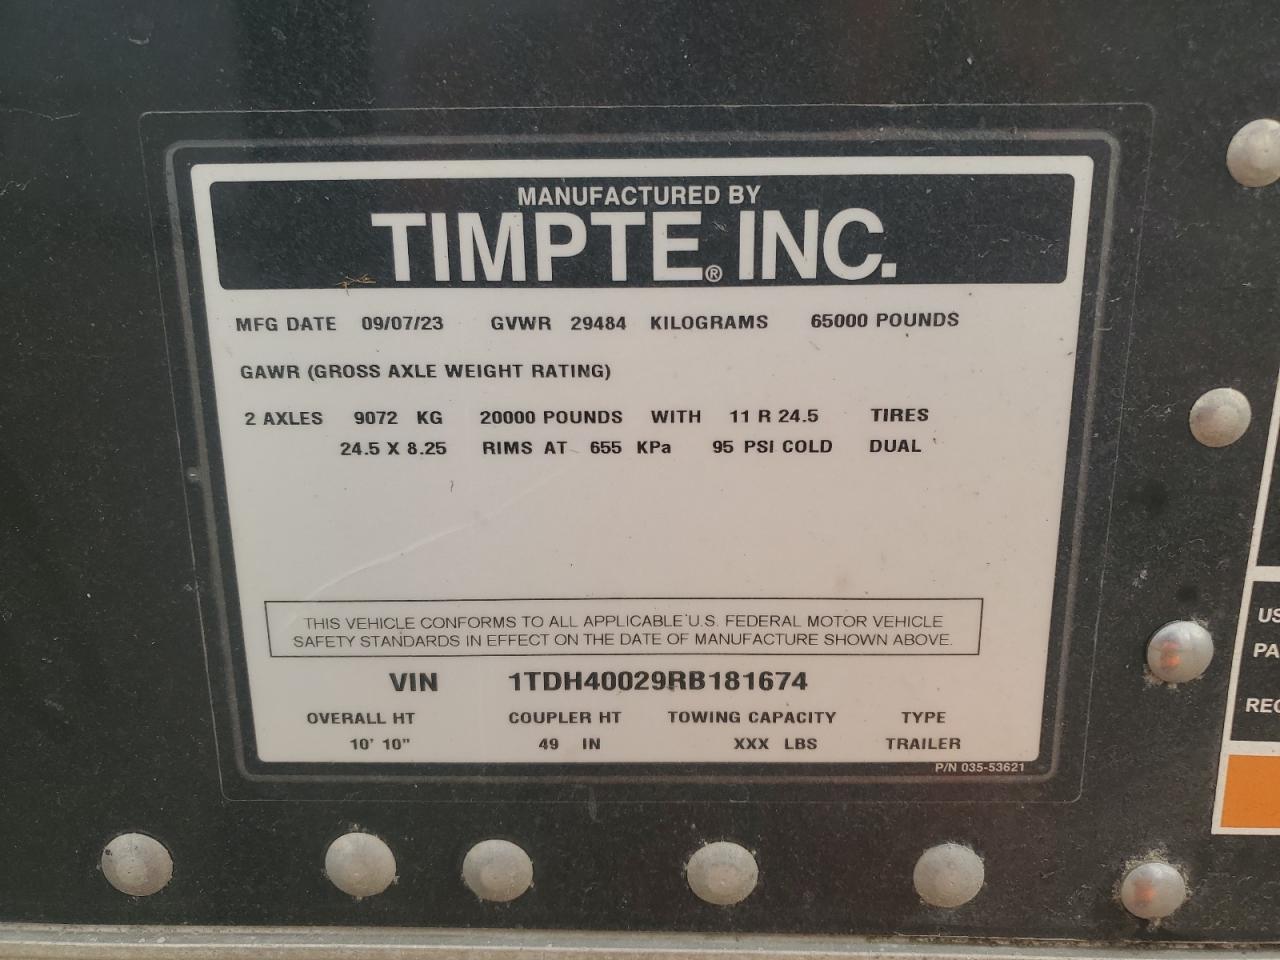 MANUFACTURED BY
TIMPTE® INC.
MFG DATE 09/07/23 GVWR 29484 KILOGRAMS 65000 POUNDS
GAWR (GROSS AXLE WEIGHT RATING)
2 AXLES 9072 KG 20000 POUNDS WITH 11 R 24.5 TIRES
24.5 X 8.25 RIMS AT 655 KPa 95 PSI COLD DUAL
THIS VEHICLE CONFORMS TO ALL APPLICABLE U.S. FEDERAL MOTOR VEHICLE
SAFETY STANDARDS IN EFFECT ON THE DATE OF MANUFACTURE SHOWN ABOVE.
VIN 1TDH40029RB181674
OVERALL HT COUPLER HT TOWING CAPACITY TYPE
10' 10" 49 IN XXX LBS TRAILER
P/N 035-53621